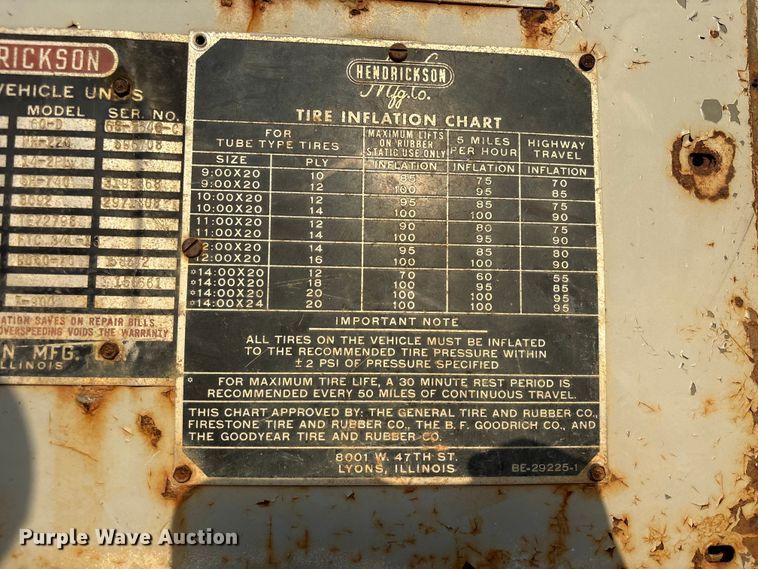 DRICKSON
VEHICLE UNITS
MODEL SER. NO.
60-D
ATION SAVES ON REPAIR BILLS
OVERSPEEDING VOIDS THE WARRANTY
N MFG.
ILLINOIS
HENDRICKSON
Mfg. Co.
TIRE INFLATION CHART
FOR TUBE TYPE TIRES MAXIMUM LIFTS ON RUBBER STATIC USE ONLY 5 MILES PER HOUR HIGHWAY TRAVEL
SIZE PLY INFLATION INFLATION INFLATION
9:00X20 10 85 75 70
9:00X20 12 100 95 85
10:00X20 12 95 85 75
10:00X20 14 100 100 90
11:00X20 12 90 80 75
11:00X20 14 100 100 90
12:00X20 14 95 85 80
12:00X20 16 100 100 90
*14:00X20 12 70 60 55
*14:00X20 18 100 95 85
*14:00X20 20 100 100 95
*14:00X24 20 100 100 95
IMPORTANT NOTE
ALL TIRES ON THE VEHICLE MUST BE INFLATED
TO THE RECOMMENDED TIRE PRESSURE WITHIN
±2 PSI OF PRESSURE SPECIFIED
* FOR MAXIMUM TIRE LIFE, A 30 MINUTE REST PERIOD IS
RECOMMENDED EVERY 50 MILES OF CONTINUOUS TRAVEL.
THIS CHART APPROVED BY: THE GENERAL TIRE AND RUBBER CO.,
FIRESTONE TIRE AND RUBBER CO., THE B. F. GOODRICH CO., AND
THE GOODYEAR TIRE AND RUBBER CO.
8001 W. 47TH ST.
LYONS, ILLINOIS BE-29225-1
Purple Wave Auction